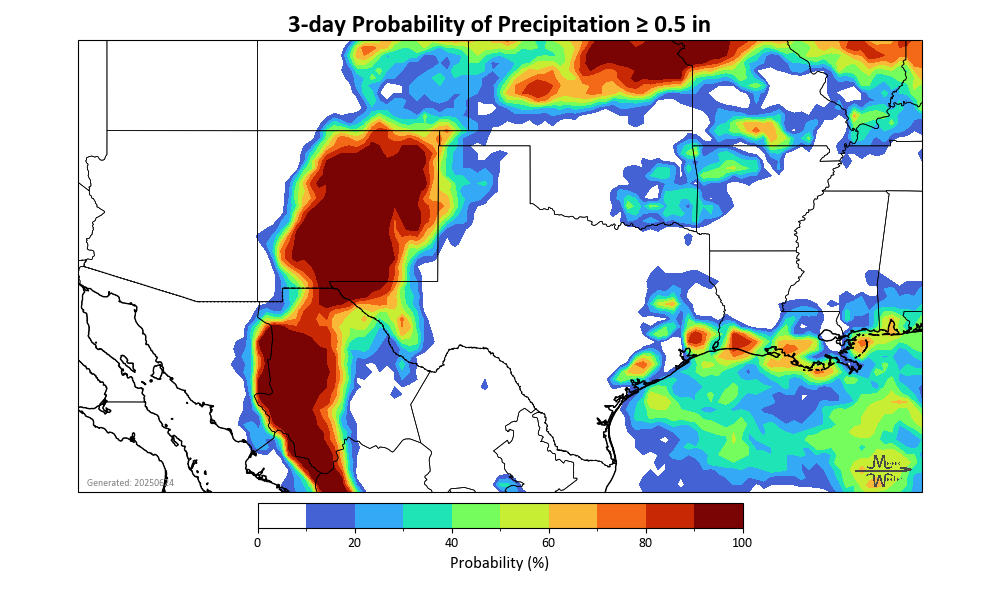 3-day Probability of Precipitation ≥ 0.5 in
Generated: 20250624
0 20 40 60 80 100
Probability (%)